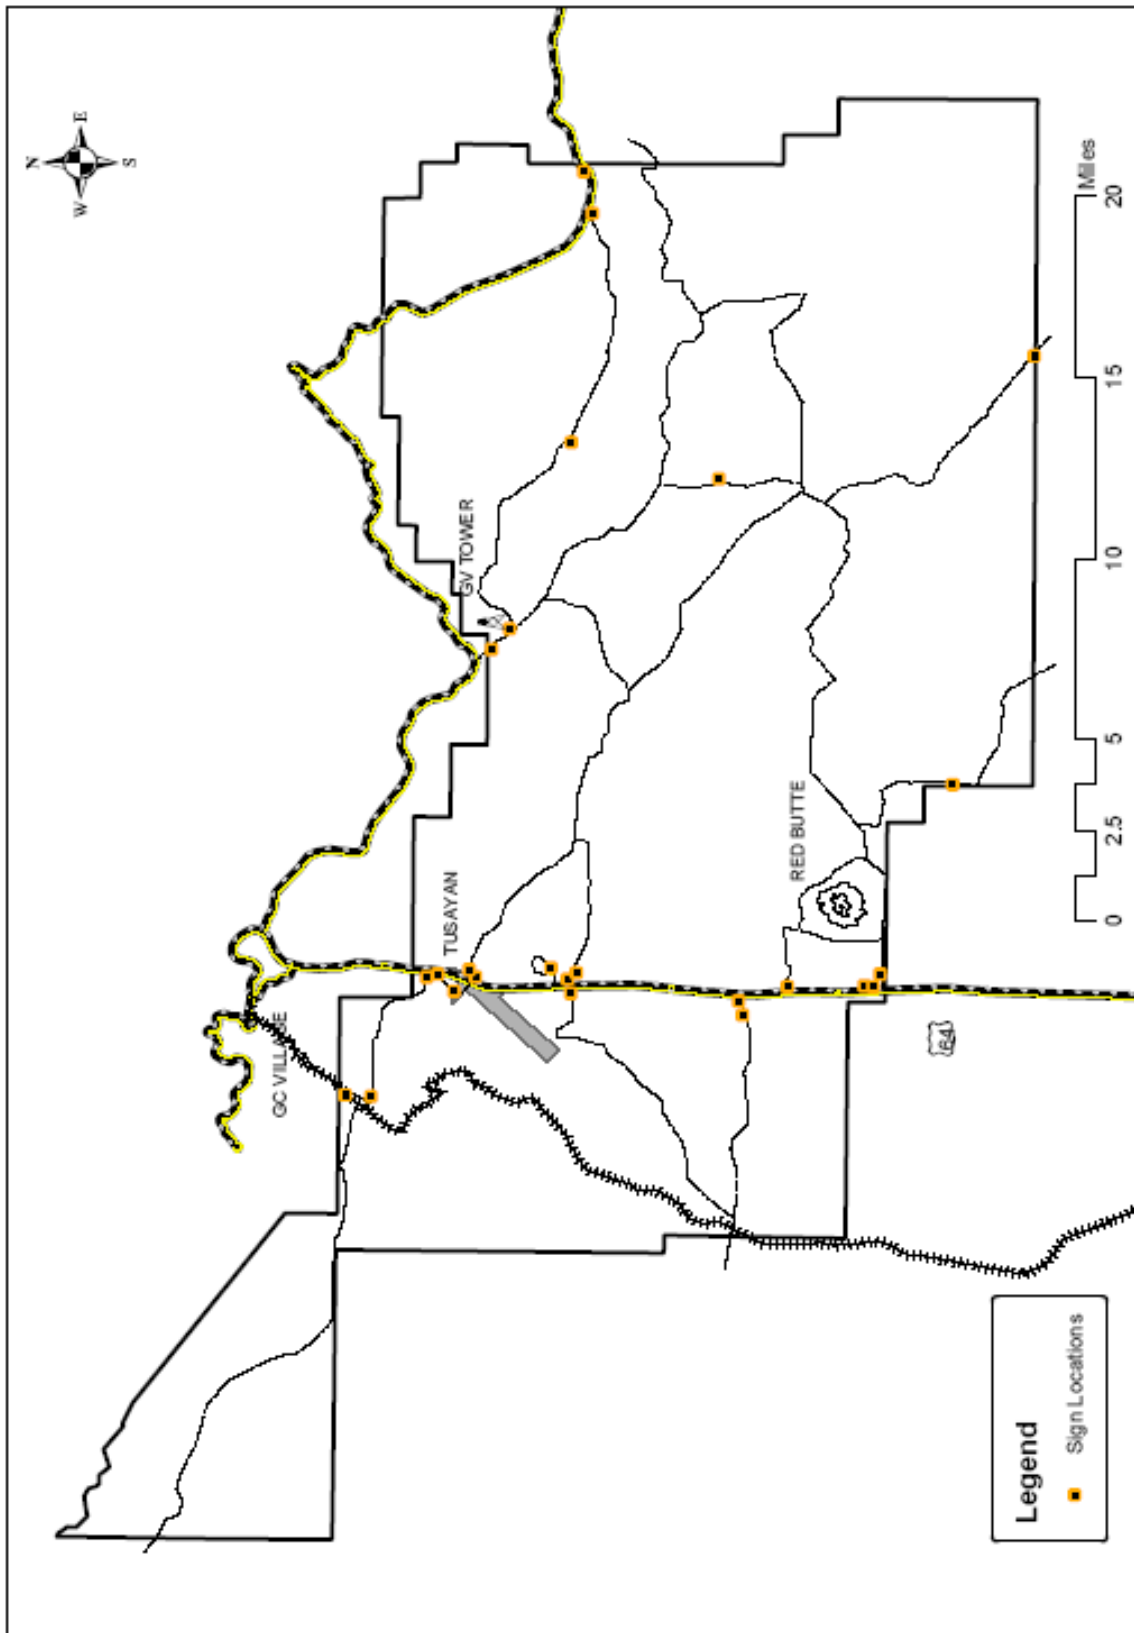 N
W
E
S
GV TOWER
TUSAYAN
GC VILLAGE
RED BUTTE
64
0 2.5 5 10 15 20
Miles
Legend
Sign Locations